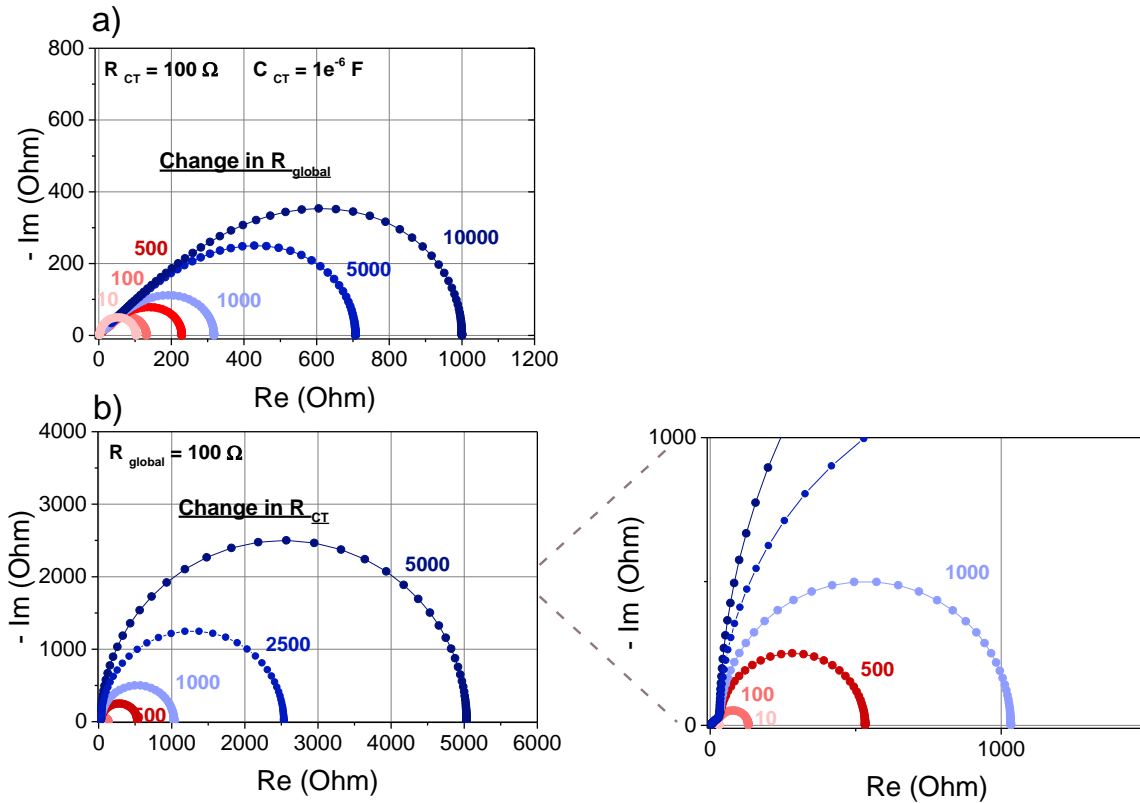 a)
R CT = 100 Ω C CT = 1e-6 F
Change in R global
- Im (Ohm)
800
600
400
200
0
10
100
500
1000
5000
10000
0 200 400 600 800 1000 1200
Re (Ohm)
b)
R global = 100 Ω
Change in R CT
- Im (Ohm)
4000
3000
2000
1000
0
500
1000
2500
5000
0 1000 2000 3000 4000 5000 6000
Re (Ohm)
- Im (Ohm)
1000
0
10
100
500
1000
0 1000
Re (Ohm)